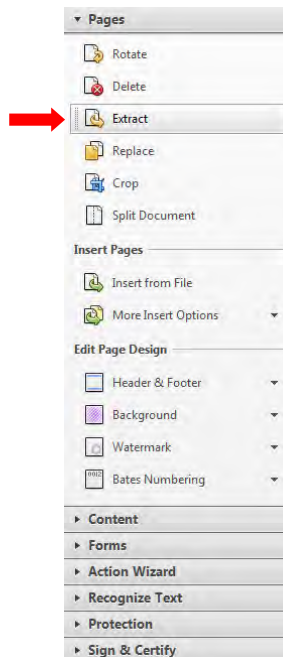 Pages
Rotate
Delete
Extract
Replace
Crop
Split Document
Insert Pages
Insert from File
More Insert Options
Edit Page Design
Header & Footer
Background
Watermark
Bates Numbering
Content
Forms
Action Wizard
Recognize Text
Protection
Sign & Certify